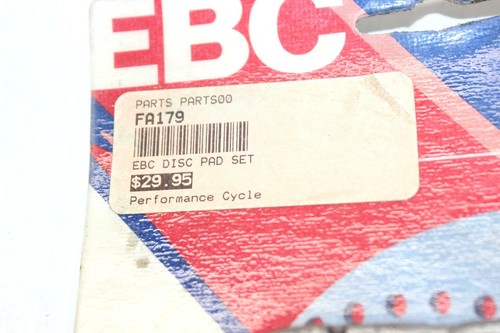 EBC
PARTS PARTS00
FA179
EBC DISC PAD SET
$29.95
Performance Cycle